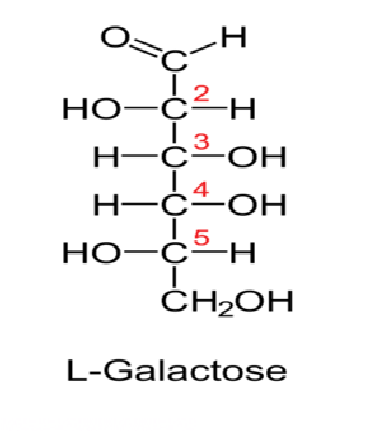 O H
C
2
HO C H
3
H C OH
4
H C OH
5
HO C H
CH₂OH
L-Galactose